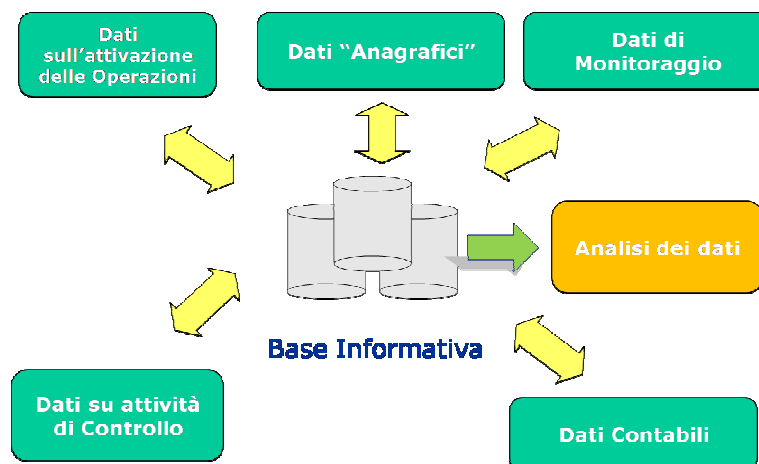 Dati
sull'attivazione
delle Operazioni
Dati “Anagrafici”
Dati di
Monitoraggio
Analisi dei dati
Base Informativa
Dati su attività
di Controllo
Dati Contabili